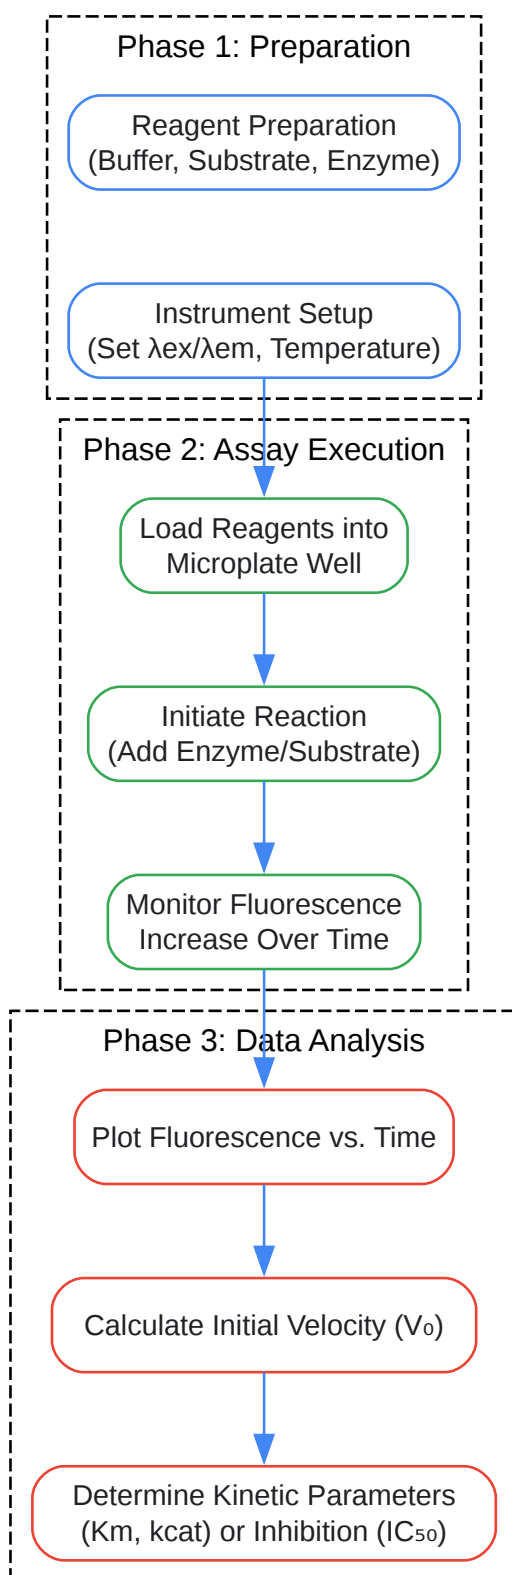 Phase 1: Preparation
Reagent Preparation
(Buffer, Substrate, Enzyme)
Instrument Setup
(Set λex/λem, Temperature)
Phase 2: Assay Execution
Load Reagents into
Microplate Well
Initiate Reaction
(Add Enzyme/Substrate)
Monitor Fluorescence
Increase Over Time
Phase 3: Data Analysis
Plot Fluorescence vs. Time
Calculate Initial Velocity (V₀)
Determine Kinetic Parameters
(Km, kcat) or Inhibition (IC₅₀)